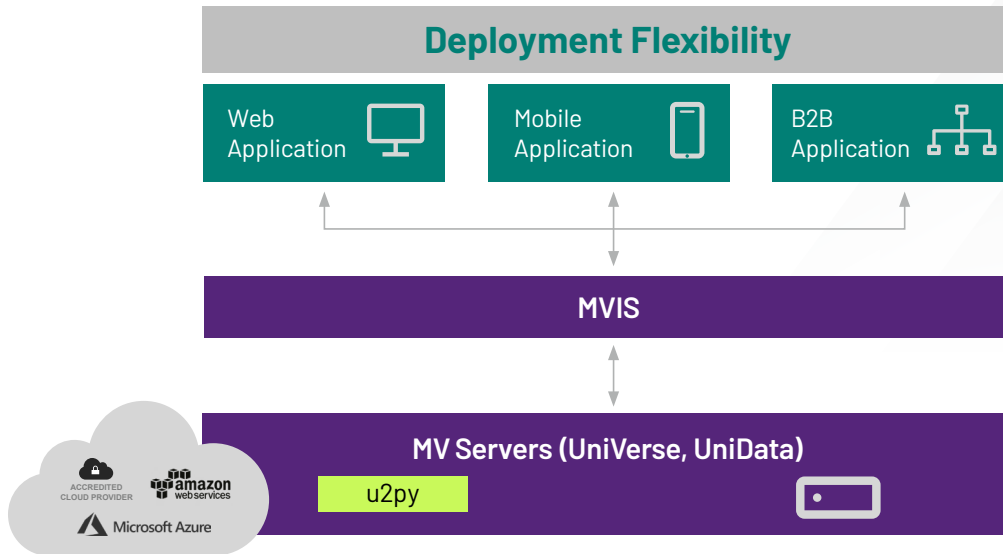 Deployment Flexibility
Web
Application
Mobile
Application
B2B
Application
MVIS
MV Servers (UniVerse, UniData)
u2py
ACCREDITED
CLOUD PROVIDER
amazon
webservices
Microsoft Azure